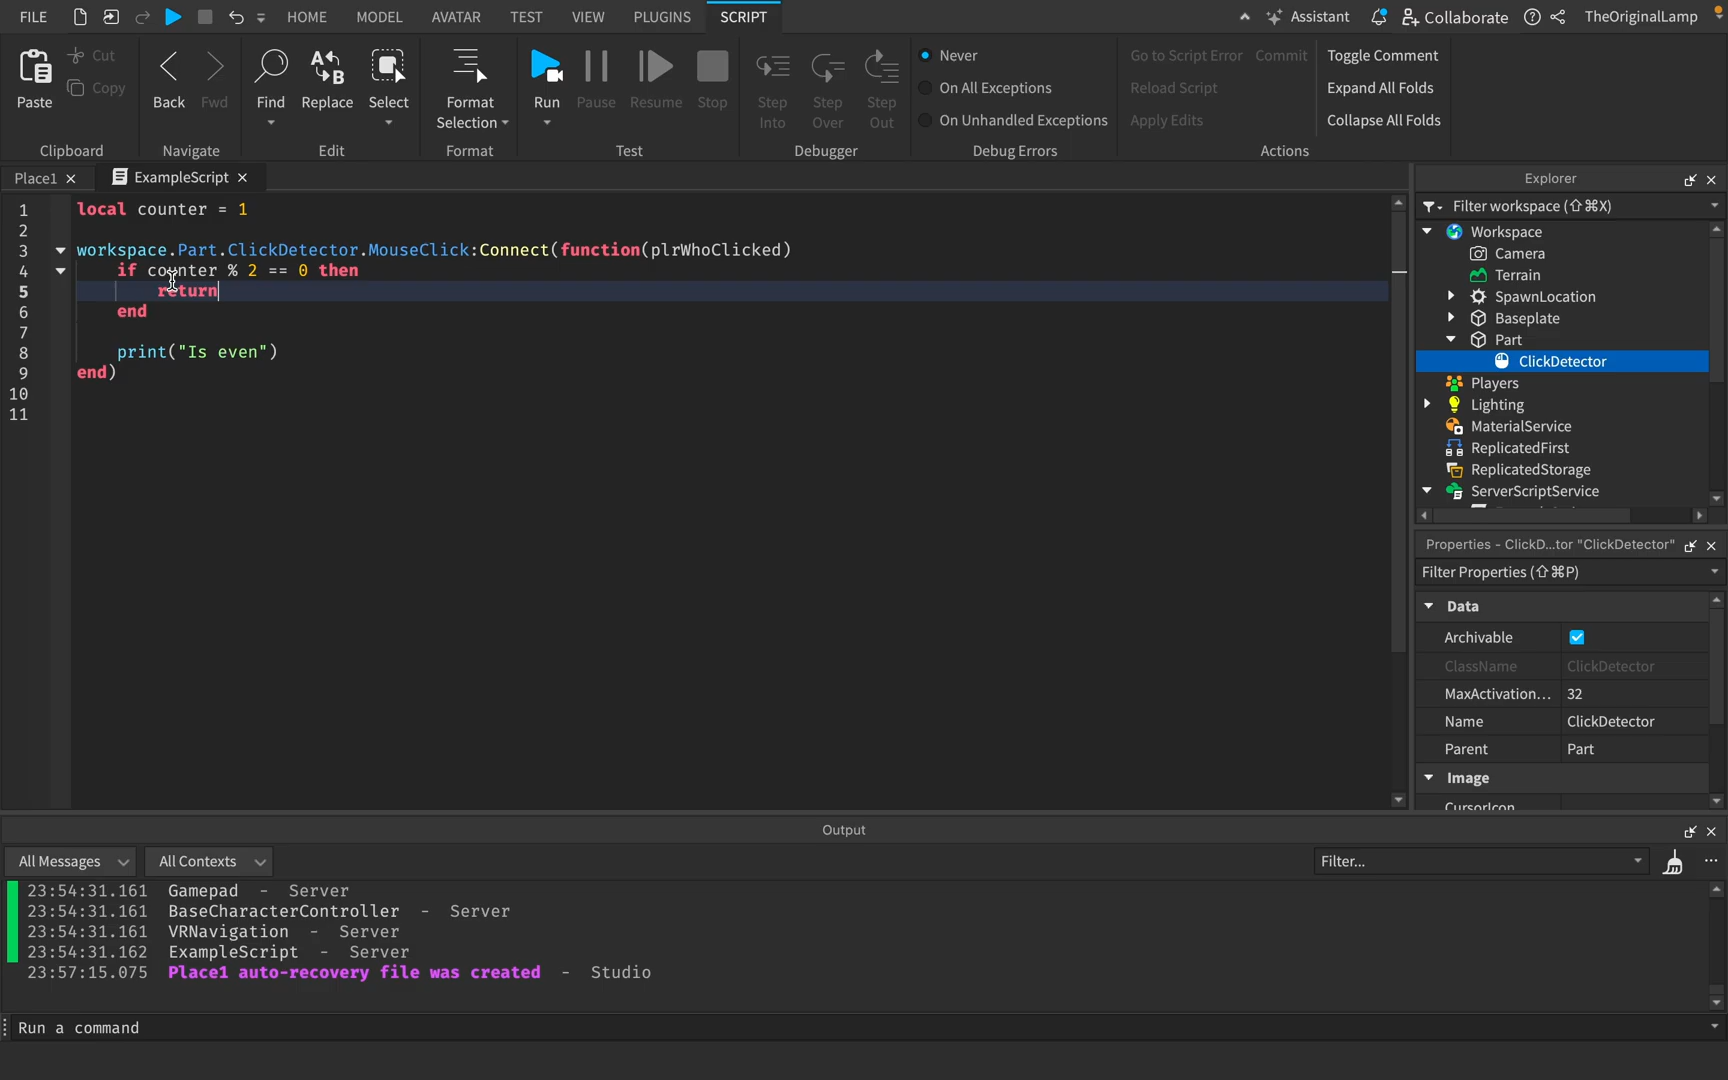 FILE HOME MODEL AVATAR TEST VIEW PLUGINS SCRIPT Assistant Collaborate TheOriginalLamp
Paste Cut Copy
Clipboard
Back Fwd
Navigate
Find Replace Select
Edit
Format Selection
Format
Run Pause Resume Stop
Test
Step Into Step Over Step Out
Debugger
Never
On All Exceptions
On Unhandled Exceptions
Debug Errors
Go to Script Error Commit
Reload Script
Apply Edits
Toggle Comment
Expand All Folds
Collapse All Folds
Actions
Place1 ExampleScript
1 local counter = 1
2
3 workspace.Part.ClickDetector.MouseClick:Connect(function(plrWhoClicked)
4 if counter % 2 == 0 then
5 return
6 end
7
8 print("Is even")
9 end)
10
11
Explorer
Filter workspace (⇧⌘X)
Workspace
Camera
Terrain
SpawnLocation
Baseplate
Part
ClickDetector
Players
Lighting
MaterialService
ReplicatedFirst
ReplicatedStorage
ServerScriptService
Properties - ClickD...tor "ClickDetector"
Filter Properties (⇧⌘P)
Data
Archivable
ClassName ClickDetector
MaxActivation... 32
Name ClickDetector
Parent Part
Image
CursorIcon
Output
All Messages All Contexts Filter...
23:54:31.161 Gamepad - Server
23:54:31.161 BaseCharacterController - Server
23:54:31.161 VRNavigation - Server
23:54:31.162 ExampleScript - Server
23:57:15.075 Place1 auto-recovery file was created - Studio
Run a command